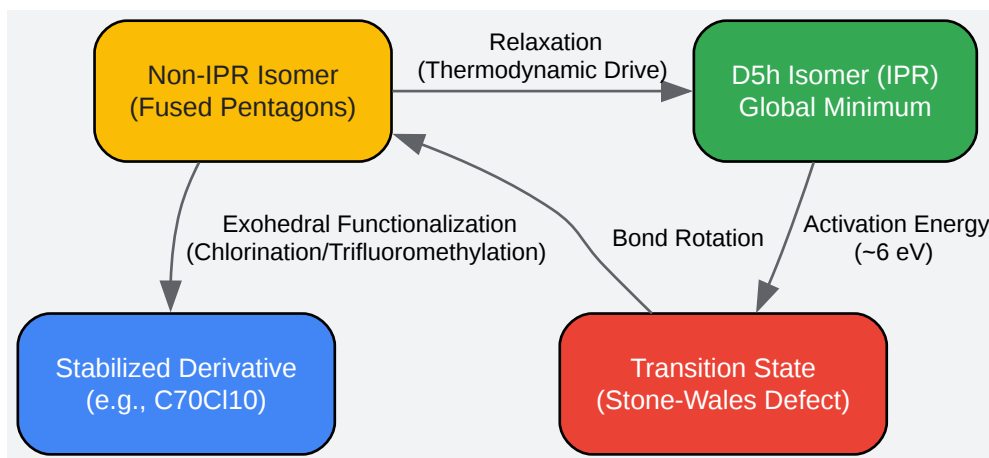 Relaxation
(Thermodynamic Drive)
Non-IPR Isomer
(Fused Pentagons)
D5h Isomer (IPR)
Global Minimum
Exohedral Functionalization
(Chlorination/Trifluoromethylation)
Bond Rotation
Activation Energy
(~6 eV)
Stabilized Derivative
(e.g., C70Cl10)
Transition State
(Stone-Wales Defect)